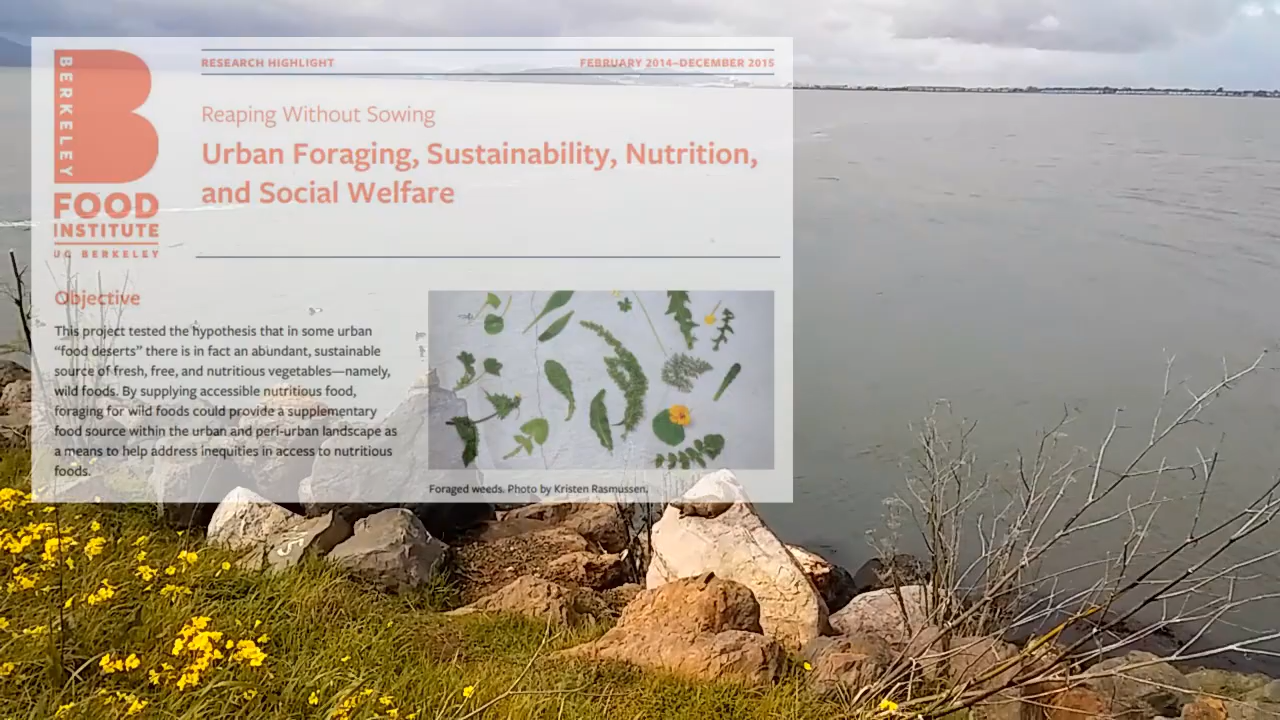 BERKELEY
FOOD
INSTITUTE
UC BERKELEY
RESEARCH HIGHLIGHT FEBRUARY 2014–DECEMBER 2015
Reaping Without Sowing
Urban Foraging, Sustainability, Nutrition,
and Social Welfare
Objective
This project tested the hypothesis that in some urban
“food deserts” there is in fact an abundant, sustainable
source of fresh, free, and nutritious vegetables—namely,
wild foods. By supplying accessible nutritious food,
foraging for wild foods could provide a supplementary
food source within the urban and peri-urban landscape as
a means to help address inequities in access to nutritious
foods.
Foraged weeds. Photo by Kristen Rasmussen.